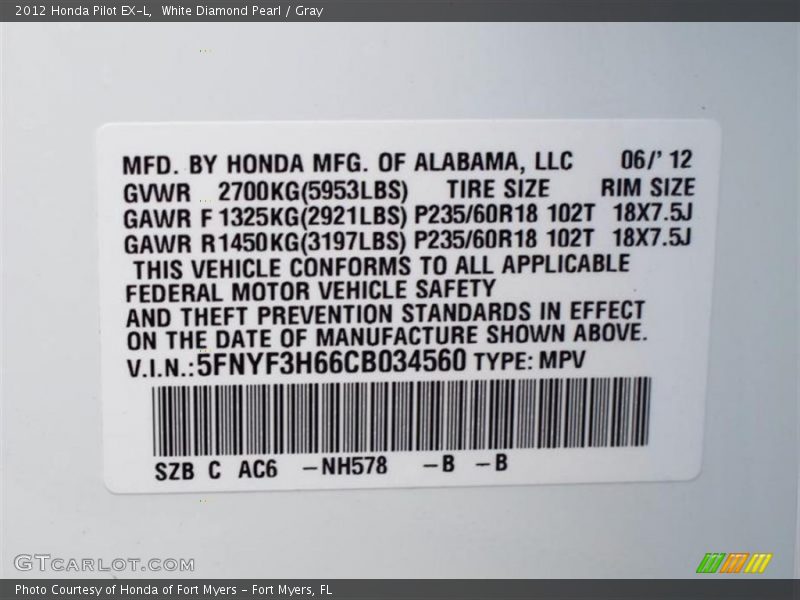 2012 Honda Pilot EX-L, White Diamond Pearl / Gray
MFD. BY HONDA MFG. OF ALABAMA, LLC 06/' 12
GVWR 2700KG(5953LBS) TIRE SIZE RIM SIZE
GAWR F 1325KG(2921LBS) P235/60R18 102T 18X7.5J
GAWR R1450KG(3197LBS) P235/60R18 102T 18X7.5J
THIS VEHICLE CONFORMS TO ALL APPLICABLE
FEDERAL MOTOR VEHICLE SAFETY
AND THEFT PREVENTION STANDARDS IN EFFECT
ON THE DATE OF MANUFACTURE SHOWN ABOVE.
V.I.N.:5FNYF3H66CB034560 TYPE: MPV
SZB C AC6 -NH578 -B -B
GTCARLOT.COM
Photo Courtesy of Honda of Fort Myers - Fort Myers, FL